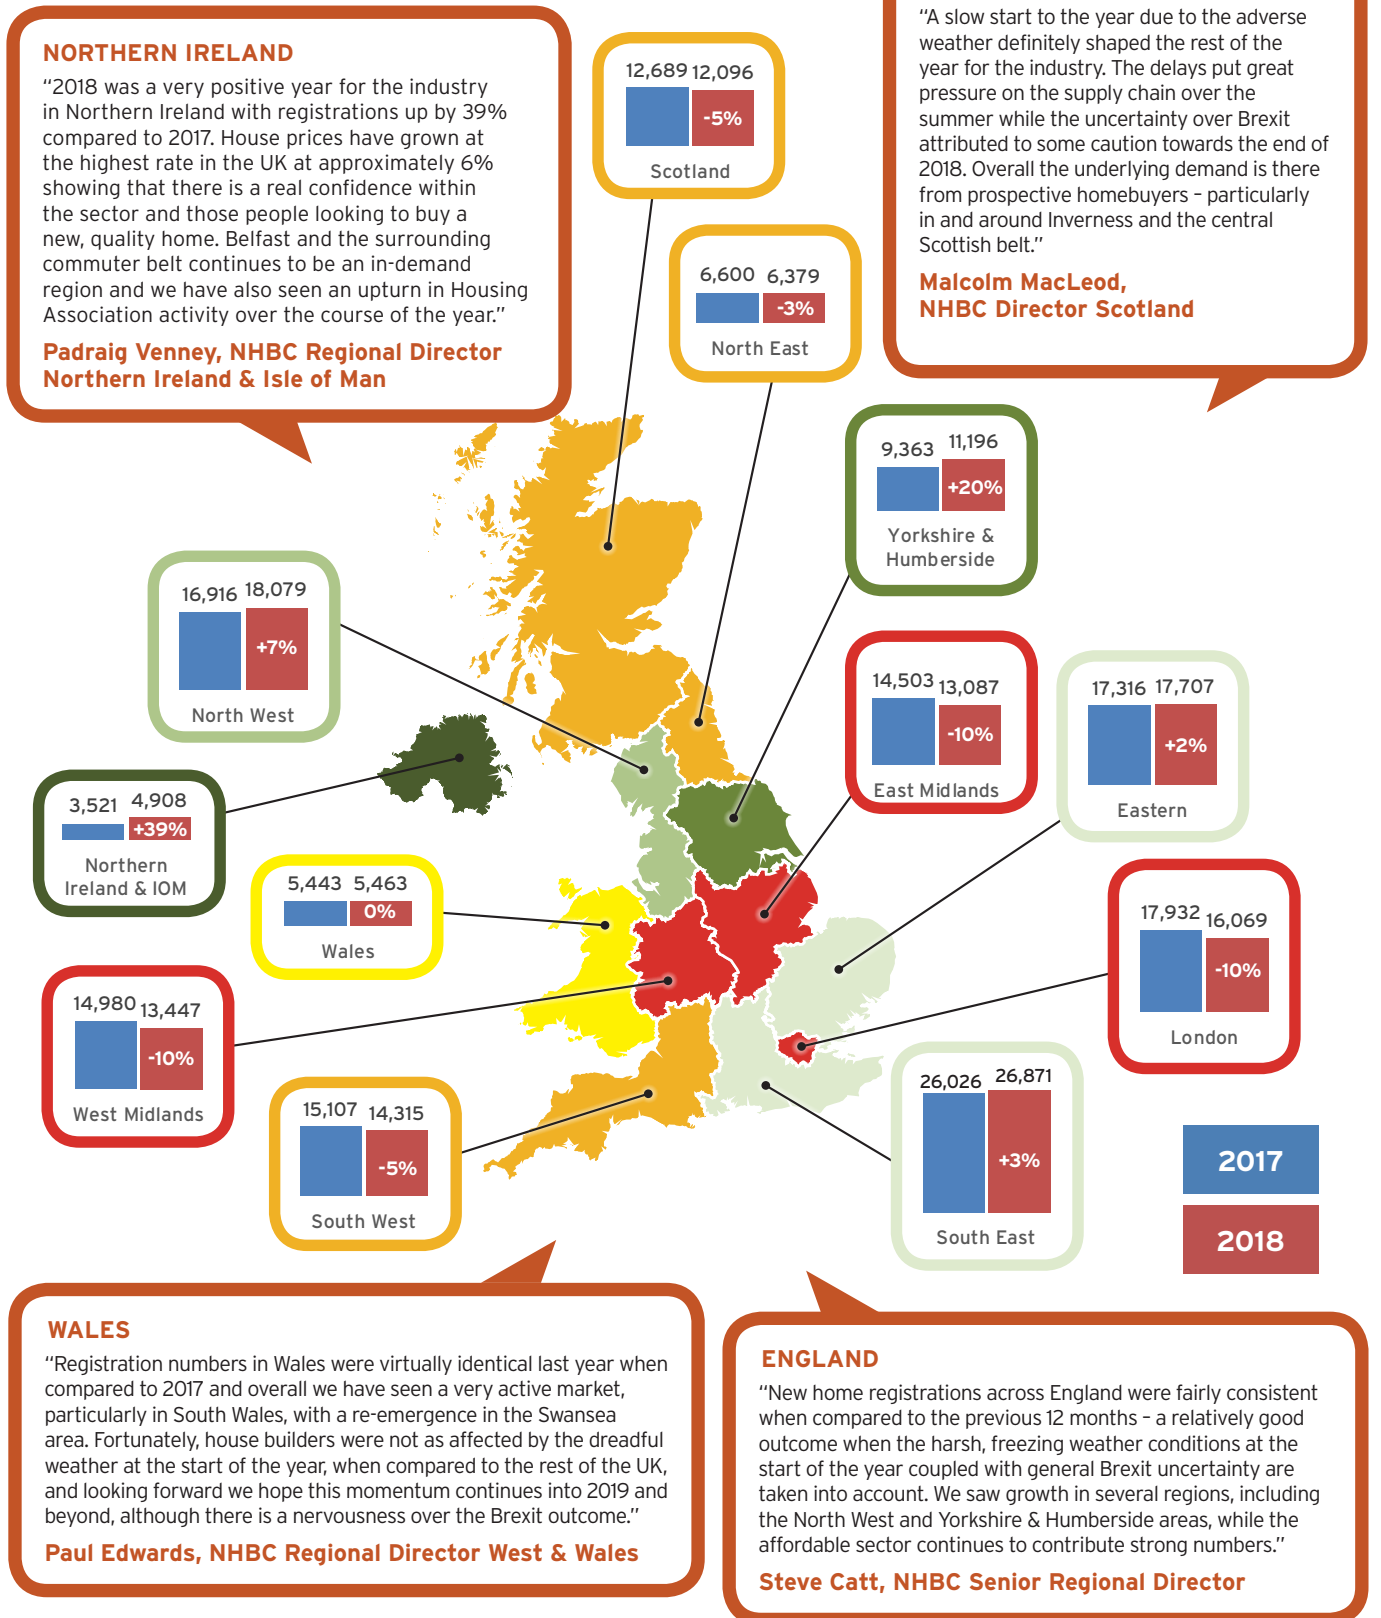 NORTHERN IRELAND
“2018 was a very positive year for the industry
in Northern Ireland with registrations up by 39%
compared to 2017. House prices have grown at
the highest rate in the UK at approximately 6%
showing that there is a real confidence within
the sector and those people looking to buy a
new, quality home. Belfast and the surrounding
commuter belt continues to be an in-demand
region and we have also seen an upturn in Housing
Association activity over the course of the year.”
Padraig Venney, NHBC Regional Director
Northern Ireland & Isle of Man
12,689 12,096
-5%
Scotland
“A slow start to the year due to the adverse
weather definitely shaped the rest of the
year for the industry. The delays put great
pressure on the supply chain over the
summer while the uncertainty over Brexit
attributed to some caution towards the end of
2018. Overall the underlying demand is there
from prospective homebuyers – particularly
in and around Inverness and the central
Scottish belt.”
Malcolm MacLeod,
NHBC Director Scotland
6,600 6,379
-3%
North East
9,363 11,196
+20%
Yorkshire &
Humberside
16,916 18,079
+7%
North West
14,503 13,087
-10%
East Midlands
17,316 17,707
+2%
Eastern
3,521 4,908
+39%
Northern
Ireland & IOM
5,443 5,463
0%
Wales
17,932 16,069
-10%
London
14,980 13,447
-10%
West Midlands
15,107 14,315
-5%
South West
26,026 26,871
+3%
South East
2017
2018
WALES
“Registration numbers in Wales were virtually identical last year when
compared to 2017 and overall we have seen a very active market,
particularly in South Wales, with a re-emergence in the Swansea
area. Fortunately, house builders were not as affected by the dreadful
weather at the start of the year, when compared to the rest of the UK,
and looking forward we hope this momentum continues into 2019 and
beyond, although there is a nervousness over the Brexit outcome.”
Paul Edwards, NHBC Regional Director West & Wales
ENGLAND
“New home registrations across England were fairly consistent
when compared to the previous 12 months – a relatively good
outcome when the harsh, freezing weather conditions at the
start of the year coupled with general Brexit uncertainty are
taken into account. We saw growth in several regions, including
the North West and Yorkshire & Humberside areas, while the
affordable sector continues to contribute strong numbers.”
Steve Catt, NHBC Senior Regional Director